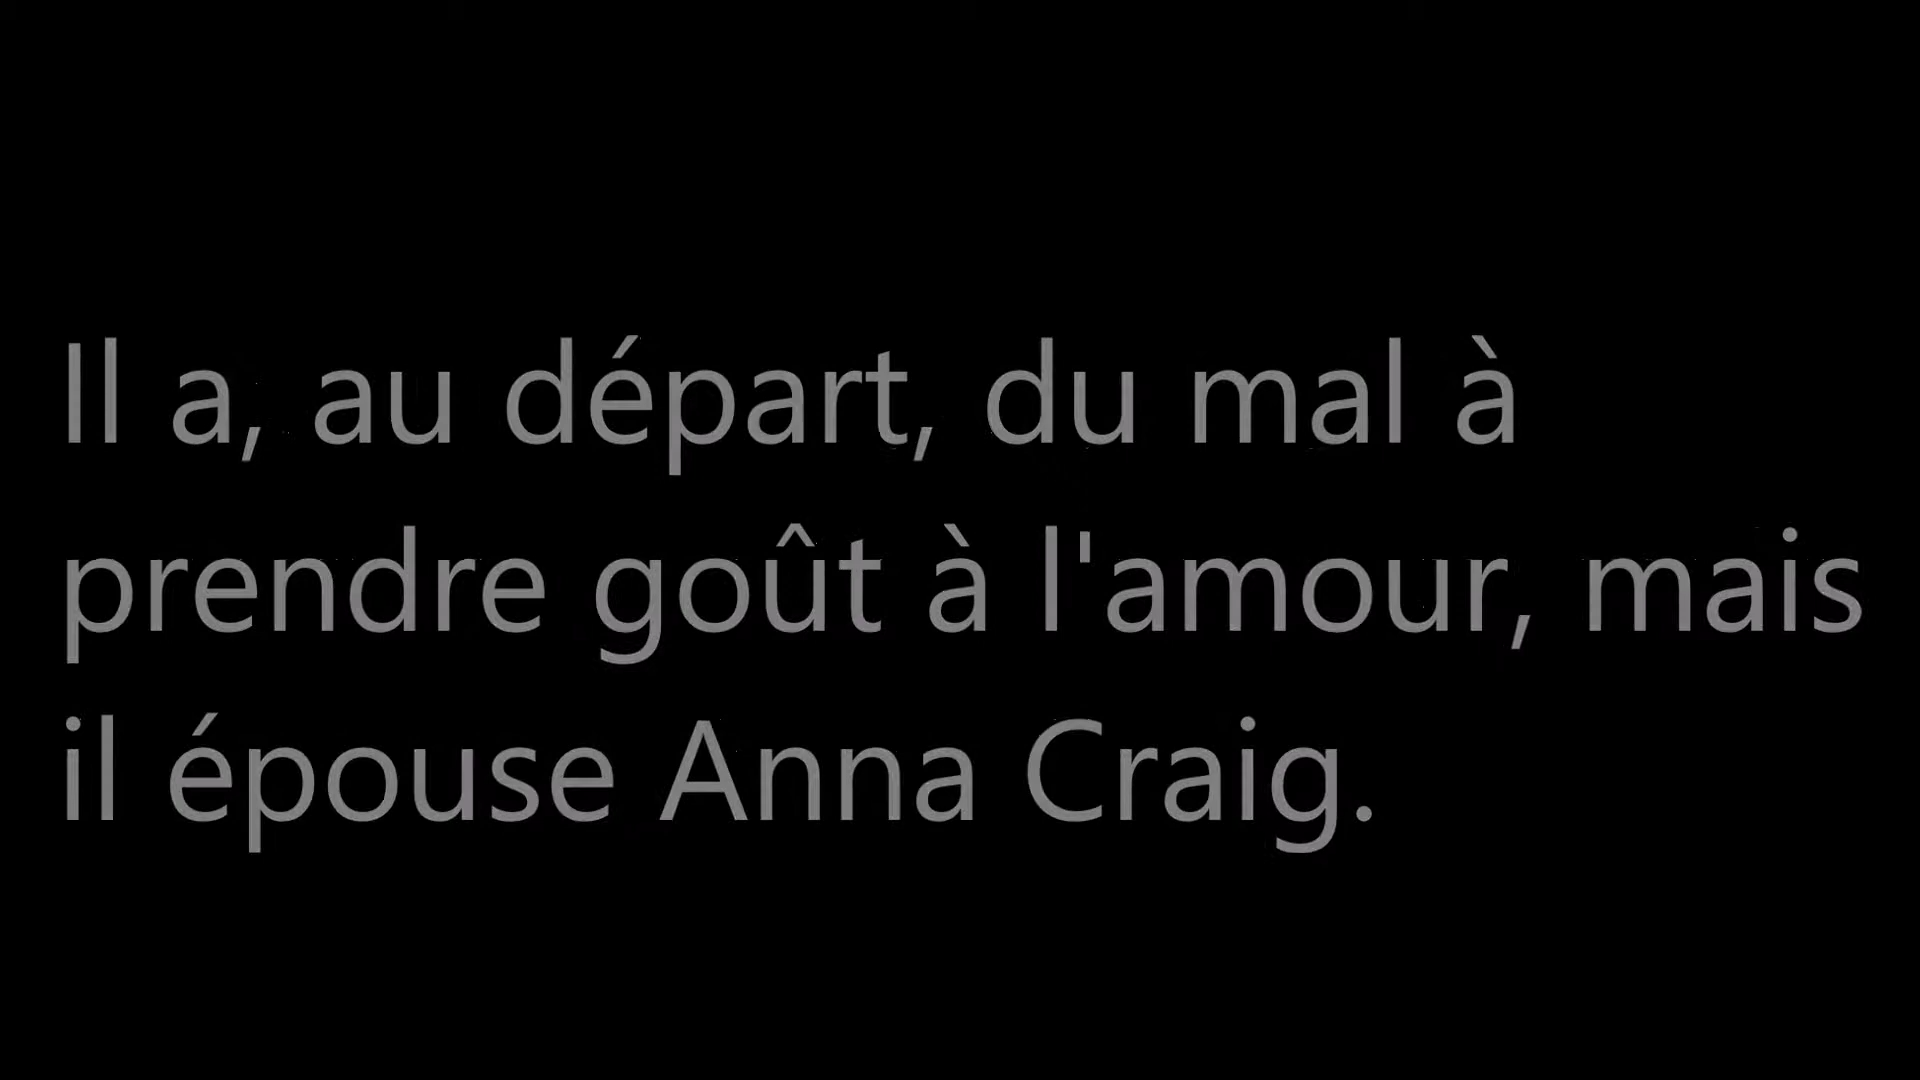 Il a, au départ, du mal à
prendre goût à l'amour, mais
il épouse Anna Craig.